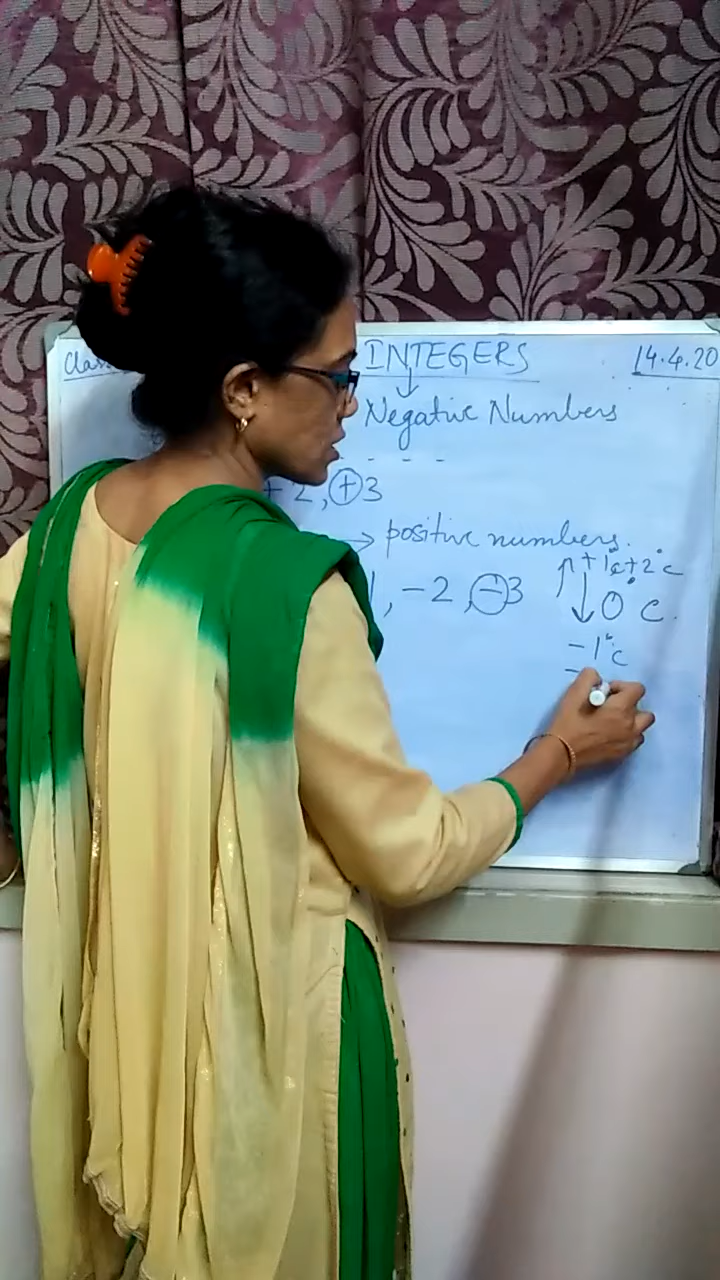 INTEGERS 14.4.20
↓
Negative Numbers
- - -
+2, +3
→ positive numbers.
↑ +1°c +2°c
, -2, -3 ↓ 0°C.
-1°c
-